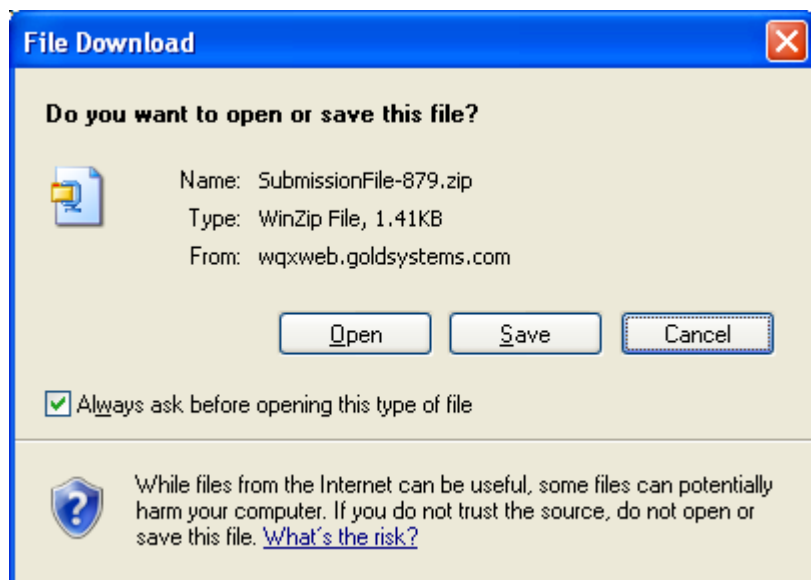 File Download
Do you want to open or save this file?
Name: SubmissionFile-879.zip
Type: WinZip File, 1.41KB
From: wqxweb.goldsystems.com
Open Save Cancel
Always ask before opening this type of file
While files from the Internet can be useful, some files can potentially
harm your computer. If you do not trust the source, do not open or
save this file. What's the risk?